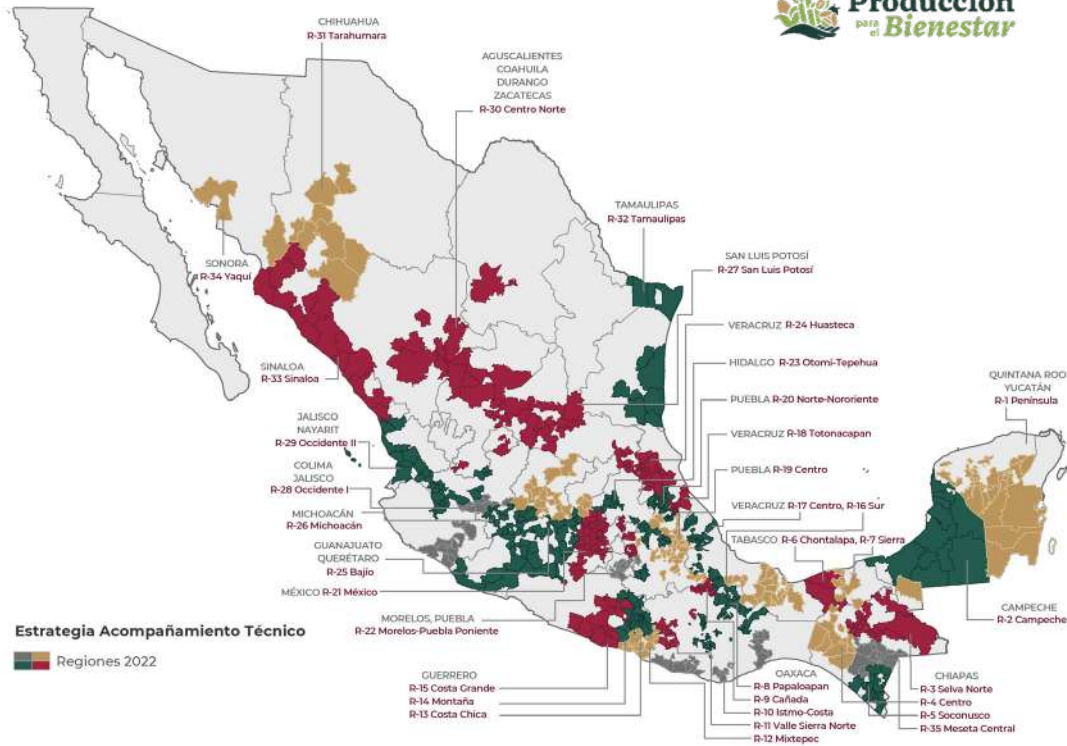 Producción
para
el Bienestar
CHIHUAHUA
R-31 Tarahumara
AGUSCALIENTES
COAHUILA
DURANGO
ZACATECAS
R-30 Centro Norte
TAMAULIPAS
R-32 Tamaulipas
SONORA
R-34 Yaquí
SAN LUIS POTOSÍ
R-27 San Luis Potosí
VERACRUZ R-24 Huasteca
SINALOA
R-33 Sinaloa
HIDALGO R-23 Otomí-Tepehua
QUINTANA ROO
YUCATÁN
R-1 Península
PUEBLA R-20 Norte-Nororiente
JALISCO
NAYARIT
R-29 Occidente II
VERACRUZ R-18 Totonacapan
COLIMA
JALISCO
R-28 Occidente I
PUEBLA R-19 Centro
MICHOACÁN
R-26 Michoacán
VERACRUZ R-17 Centro, R-16 Sur
TABASCO R-6 Chontalapa, R-7 Sierra
GUANAJUATO
QUERÉTARO
R-25 Bajío
MÉXICO R-21 México
MORELOS, PUEBLA
R-22 Morelos-Puebla Poniente
CAMPECHE
R-2 Campeche
Estrategia Acompañamiento Técnico
Regiones 2022
GUERRERO
R-15 Costa Grande
R-14 Montaña
R-13 Costa Chica
OAXACA
R-8 Papaloapan
R-9 Cañada
R-10 Istmo-Costa
R-11 Valle Sierra Norte
R-12 Mixtepec
CHIAPAS
R-3 Selva Norte
R-4 Centro
R-5 Soconusco
R-35 Meseta Central